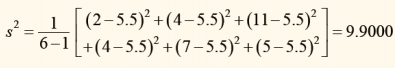 s² = 1/(6−1) [(2−5.5)² + (4−5.5)² + (11−5.5)²
+(4−5.5)² + (7−5.5)² + (5−5.5)²] = 9.9000